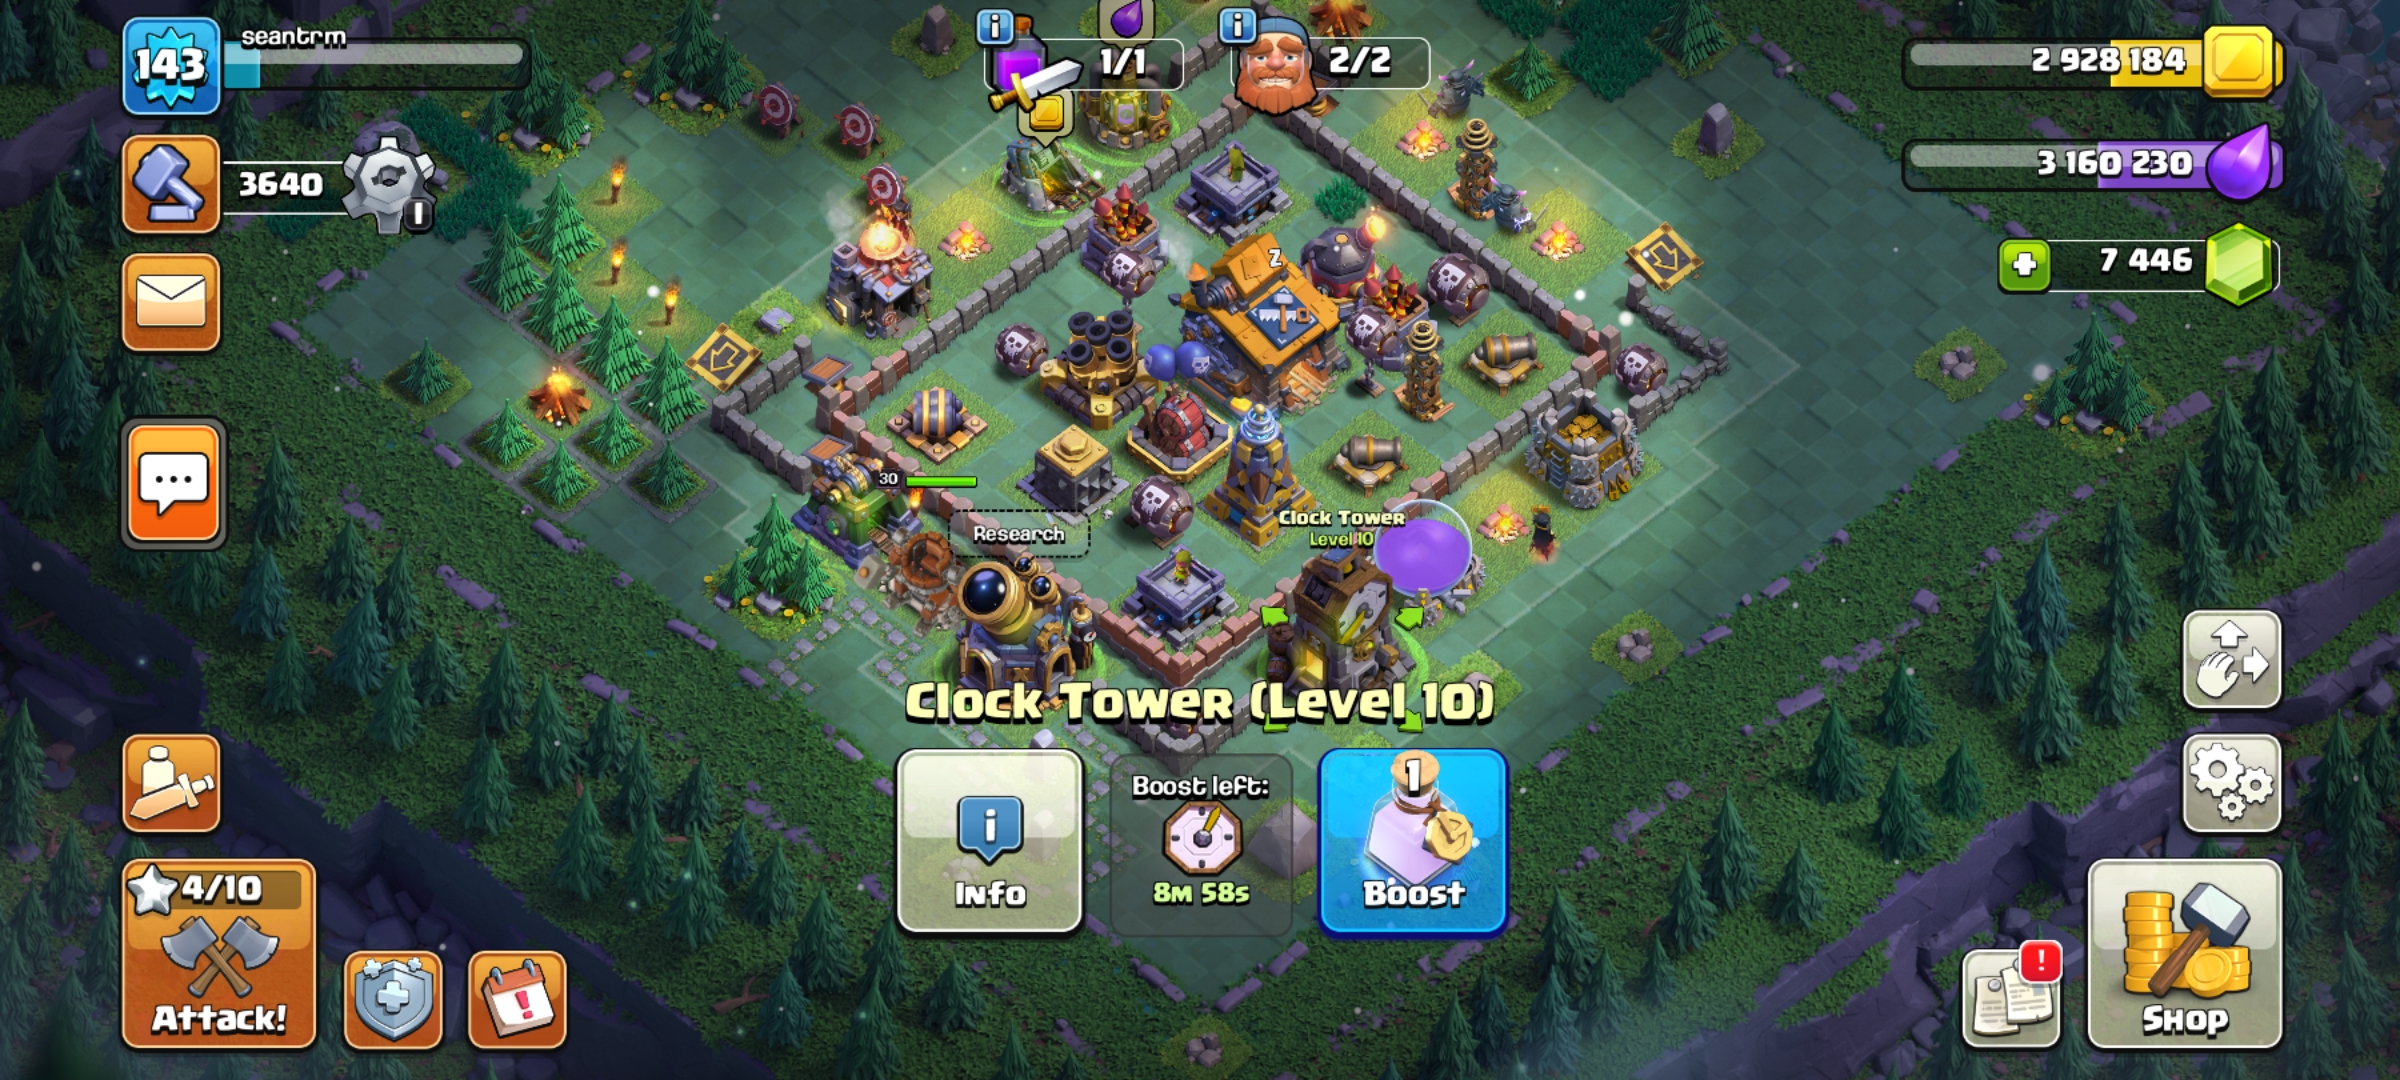 143
seantrm
1/1
2/2
2 928 184
3640
I
3 160 230
7 446
z
30
Research
Clock Tower
Level 10
Clock Tower (Level 10)
Info
Boost left:
8m 58s
1
Boost
4/10
Attack!
!
Shop